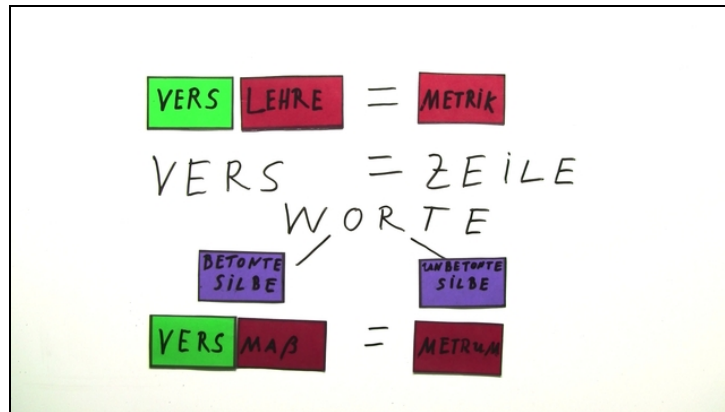 VERS LEHRE = METRIK
VERS = ZEILE
WORTE
BETONTE SILBE UNBETONTE SILBE
VERS MAß = METRUM